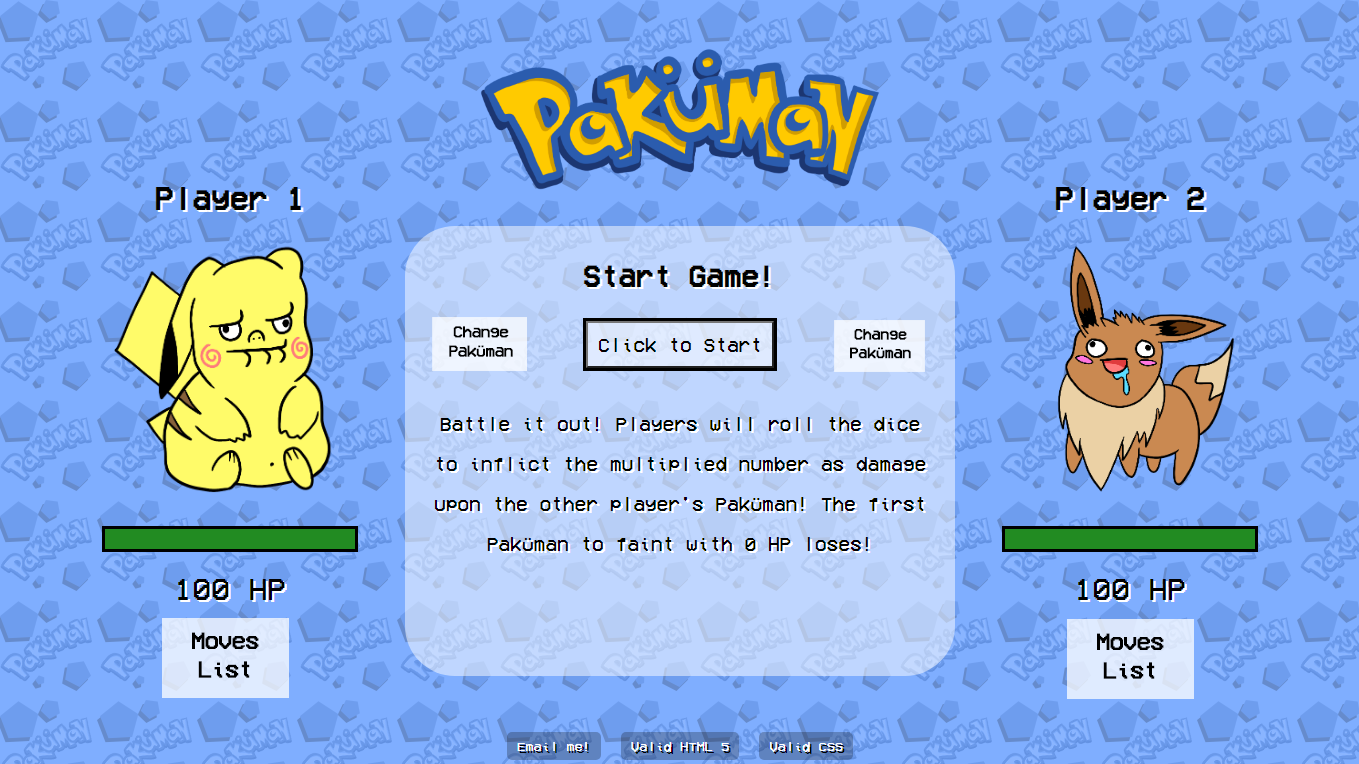 Paküman
Player 1
Player 2
Start Game!
Change
Paküman
Click to Start
Change
Paküman
Battle it out! Players will roll the dice
to inflict the multiplied number as damage
upon the other player's Paküman! The first
Paküman to faint with 0 HP loses!
100 HP
100 HP
Moves
List
Moves
List
Email me!
Valid HTML 5
Valid CSS